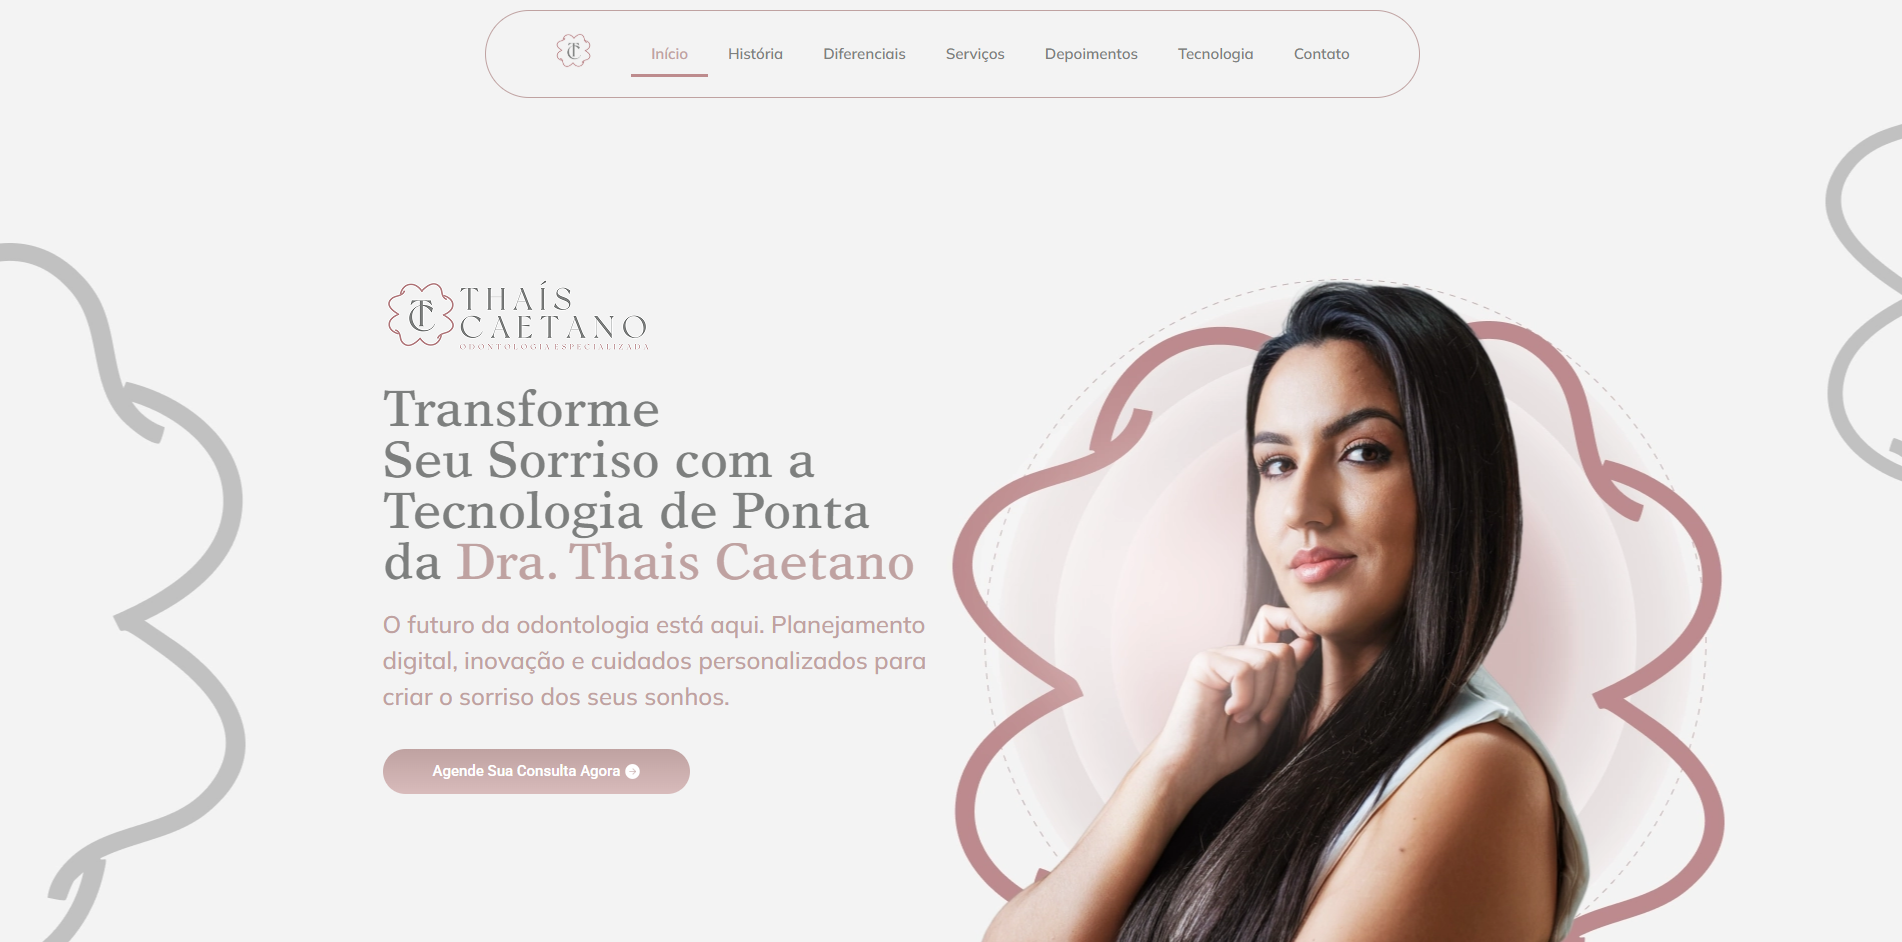 TC
Início
História
Diferenciais
Serviços
Depoimentos
Tecnologia
Contato
TC
THAÍS
CAETANO
ODONTOLOGIA ESPECIALIZADA
Transforme
Seu Sorriso com a
Tecnologia de Ponta
da Dra. Thais Caetano
O futuro da odontologia está aqui. Planejamento
digital, inovação e cuidados personalizados para
criar o sorriso dos seus sonhos.
Agende Sua Consulta Agora